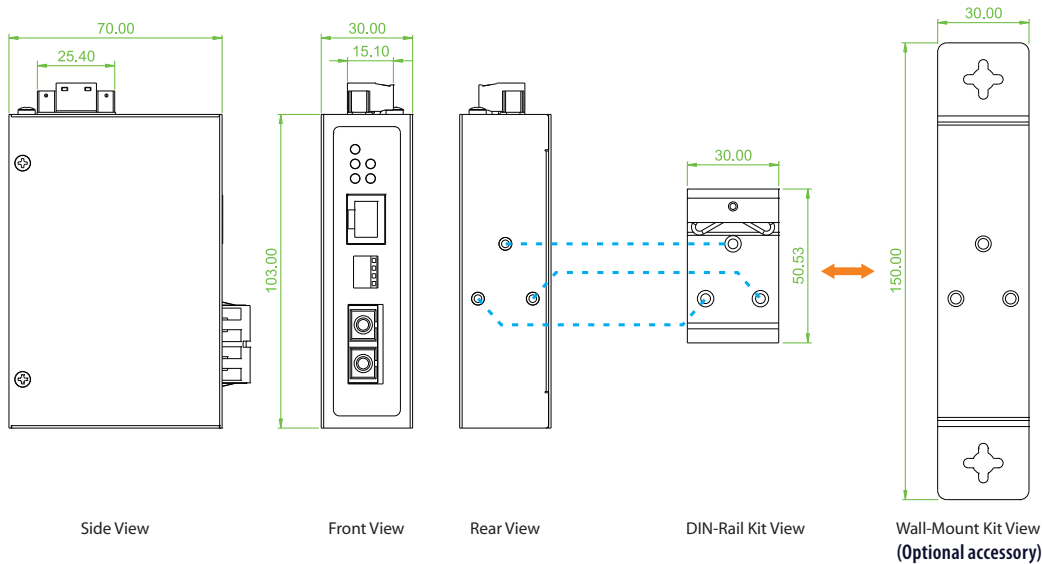 70.00
25.40
30.00
15.10
103.00
30.00
50.53
30.00
150.00
Side View
Front View
Rear View
DIN-Rail Kit View
Wall-Mount Kit View
(Optional accessory)